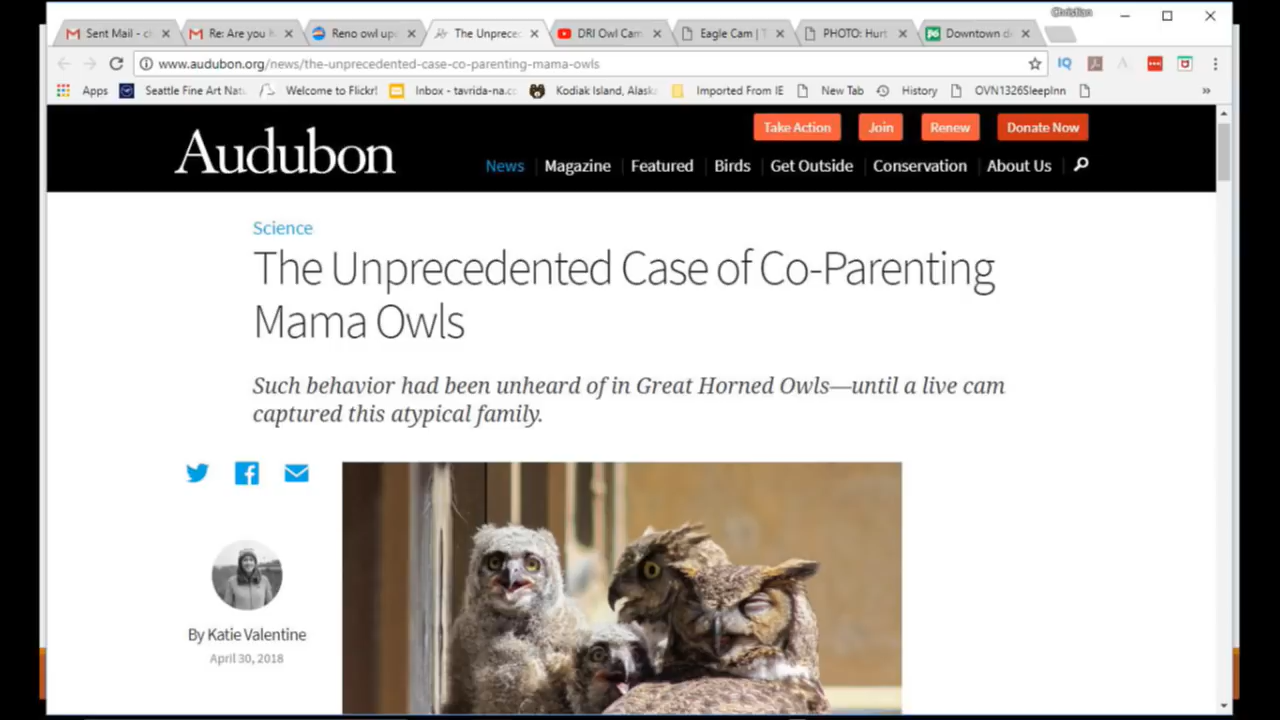 Christian
Sent Mail - c
Re: Are you
Reno owl up
The Unprece
DRI Owl Cam
Eagle Cam | T
PHOTO: Hurt
Downtown d
www.audubon.org/news/the-unprecedented-case-co-parenting-mama-owls
IQ
Apps
Seattle Fine Art Nat
Welcome to Flickr!
Inbox - tavrida-na.c
Kodiak Island, Alaska
Imported From IE
New Tab
History
OVN1326SleepInn
»
Take Action
Join
Renew
Donate Now
Audubon
News
Magazine
Featured
Birds
Get Outside
Conservation
About Us
Science
The Unprecedented Case of Co-Parenting
Mama Owls
Such behavior had been unheard of in Great Horned Owls—until a live cam
captured this atypical family.
By Katie Valentine
April 30, 2018